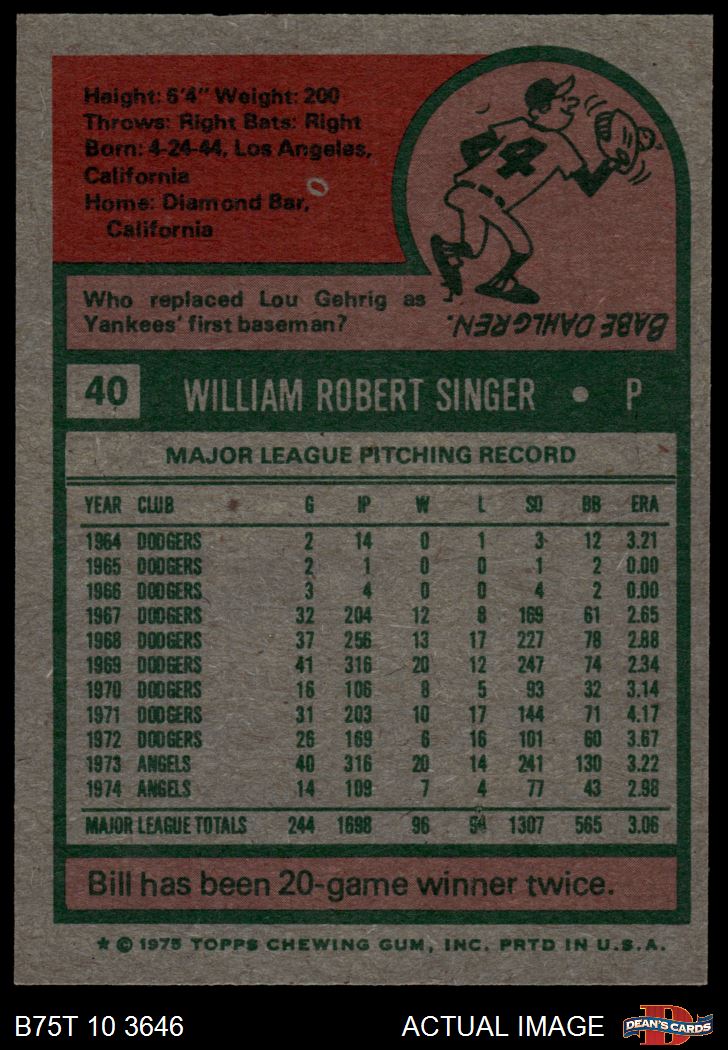 Height: 6'4" Weight: 200
Throws: Right Bats: Right
Born: 4-24-44, Los Angeles,
California
Home: Diamond Bar,
California
4
Who replaced Lou Gehrig as
Yankees' first baseman?
BABE DAHLGREN.
40 WILLIAM ROBERT SINGER • P
MAJOR LEAGUE PITCHING RECORD
YEAR CLUB G IP W L SO BB ERA
1964 DODGERS 2 14 0 1 3 12 3.21
1965 DODGERS 2 1 0 0 1 2 0.00
1966 DODGERS 3 4 0 0 4 2 0.00
1967 DODGERS 32 204 12 8 169 61 2.65
1968 DODGERS 37 256 13 17 227 78 2.88
1969 DODGERS 41 316 20 12 247 74 2.34
1970 DODGERS 16 106 8 5 93 32 3.14
1971 DODGERS 31 203 10 17 144 71 4.17
1972 DODGERS 26 169 6 16 101 60 3.67
1973 ANGELS 40 316 20 14 241 130 3.22
1974 ANGELS 14 109 7 4 77 43 2.98
MAJOR LEAGUE TOTALS 244 1698 96 94 1307 565 3.06
Bill has been 20-game winner twice.
★ © 1975 TOPPS CHEWING GUM, INC. PRTD IN U.S.A.
B75T 10 3646 ACTUAL IMAGE
D
DEAN'S CARDS